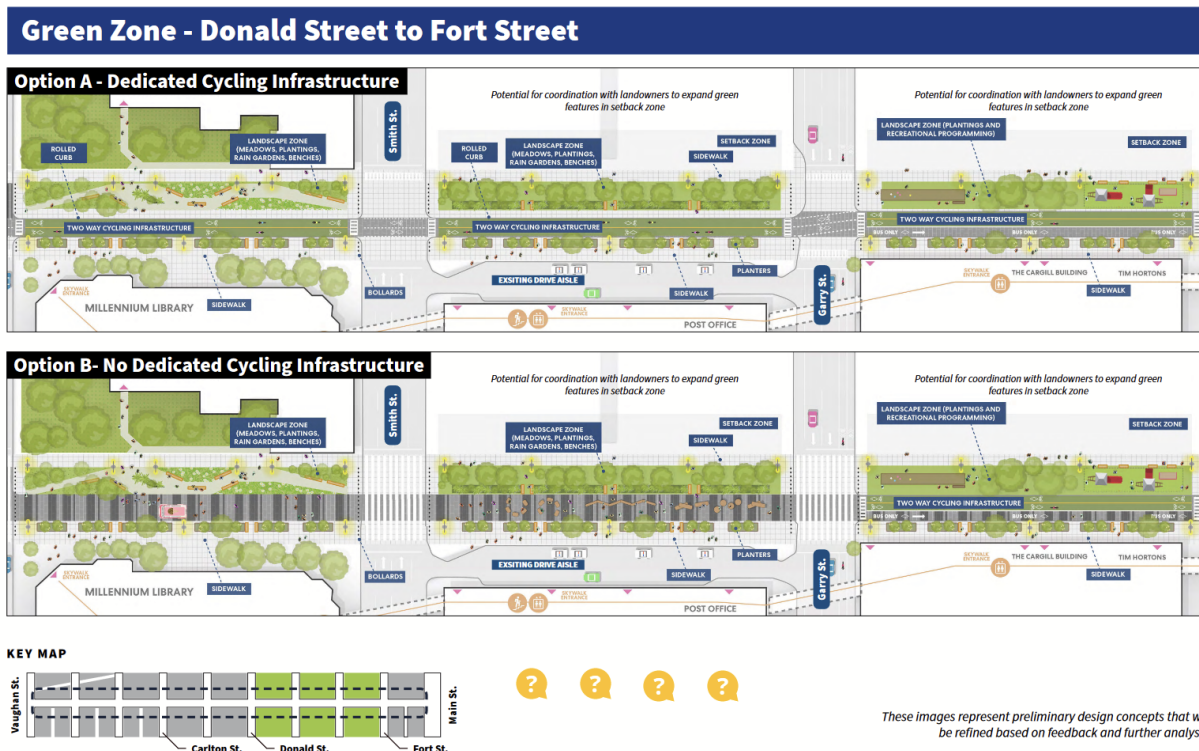 Green Zone - Donald Street to Fort Street
Option A - Dedicated Cycling Infrastructure
Potential for coordination with landowners to expand green
features in setback zone
Potential for coordination with landowners to expand green
features in setback zone
ROLLED
CURB
LANDSCAPE ZONE
(MEADOWS, PLANTINGS,
RAIN GARDENS, BENCHES)
Smith St.
ROLLED
CURB
LANDSCAPE ZONE
(MEADOWS, PLANTINGS,
RAIN GARDENS, BENCHES)
SETBACK ZONE
SIDEWALK
LANDSCAPE ZONE (PLANTINGS AND
RECREATIONAL PROGRAMMING)
SETBACK ZONE
TWO WAY CYCLING INFRASTRUCTURE
TWO WAY CYCLING INFRASTRUCTURE
TWO WAY CYCLING INFRASTRUCTURE
BUS ONLY
BUS ONLY
BUS ONLY
SKYWALK
ENTRANCE
MILLENNIUM LIBRARY
SIDEWALK
BOLLARDS
EXSITING DRIVE AISLE
SIDEWALK
PLANTERS
SKYWALK
ENTRANCE
POST OFFICE
Garry St.
SKYWALK
ENTRANCE
THE CARGILL BUILDING
TIM HORTONS
SIDEWALK
Option B- No Dedicated Cycling Infrastructure
Potential for coordination with landowners to expand green
features in setback zone
Potential for coordination with landowners to expand green
features in setback zone
LANDSCAPE ZONE
(MEADOWS, PLANTINGS,
RAIN GARDENS, BENCHES)
Smith St.
LANDSCAPE ZONE
(MEADOWS, PLANTINGS,
RAIN GARDENS, BENCHES)
SETBACK ZONE
SIDEWALK
LANDSCAPE ZONE (PLANTINGS AND
RECREATIONAL PROGRAMMING)
SETBACK ZONE
TWO WAY CYCLING INFRASTRUCTURE
BUS ONLY
BUS ONLY
BUS ONLY
SKYWALK
ENTRANCE
MILLENNIUM LIBRARY
SIDEWALK
BOLLARDS
EXSITING DRIVE AISLE
SIDEWALK
PLANTERS
SKYWALK
ENTRANCE
POST OFFICE
Garry St.
SKYWALK
ENTRANCE
THE CARGILL BUILDING
TIM HORTONS
SIDEWALK
KEY MAP
Vaughan St.
Main St.
Carlton St.
Donald St.
Fort St.
? ? ? ?
These images represent preliminary design concepts that w
be refined based on feedback and further analys